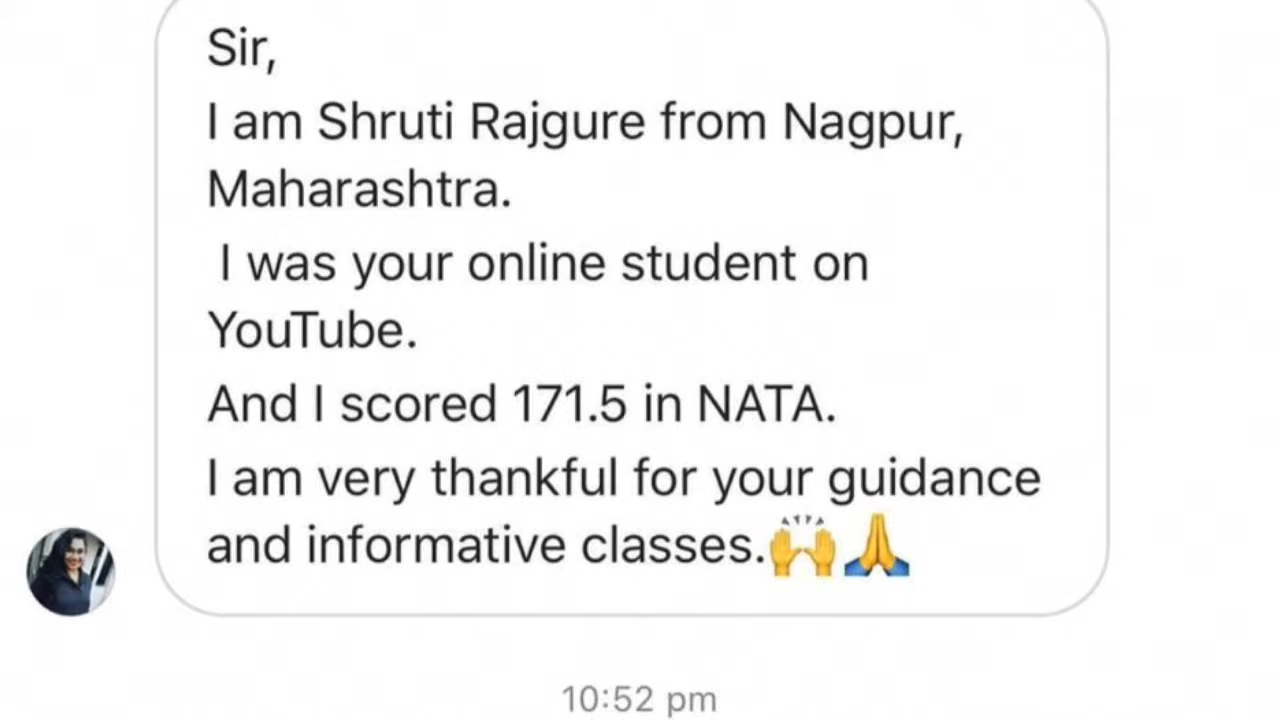 Sir,
I am Shruti Rajgure from Nagpur,
Maharashtra.
I was your online student on
YouTube.
And I scored 171.5 in NATA.
I am very thankful for your guidance
and informative classes.🙌🙏
10:52 pm